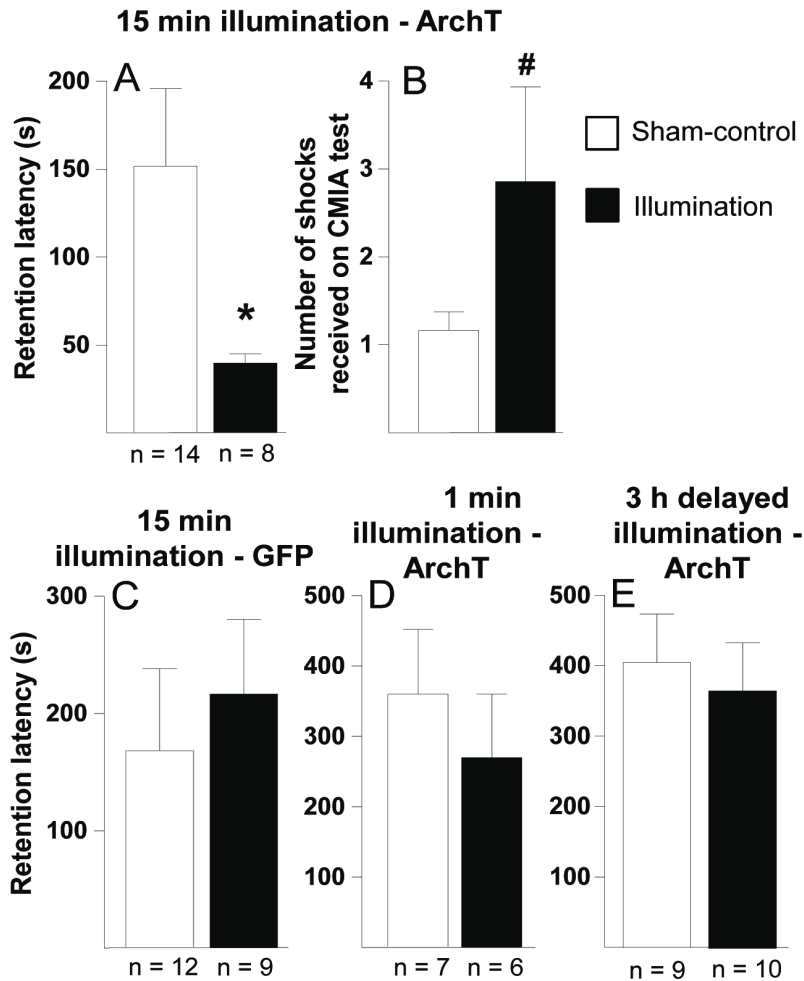 15 min illumination - ArchT
A
Retention latency (s)
200
150
100
50
*
n = 14 n = 8
B
Number of shocks
received on CMIA test
4
3
2
1
#
Sham-control
Illumination
15 min
illumination - GFP
C
Retention latency (s)
300
200
100
n = 12 n = 9
1 min
illumination -
ArchT
D
500
400
300
200
100
n = 7 n = 6
3 h delayed
illumination -
ArchT
E
500
400
300
200
100
n = 9 n = 10